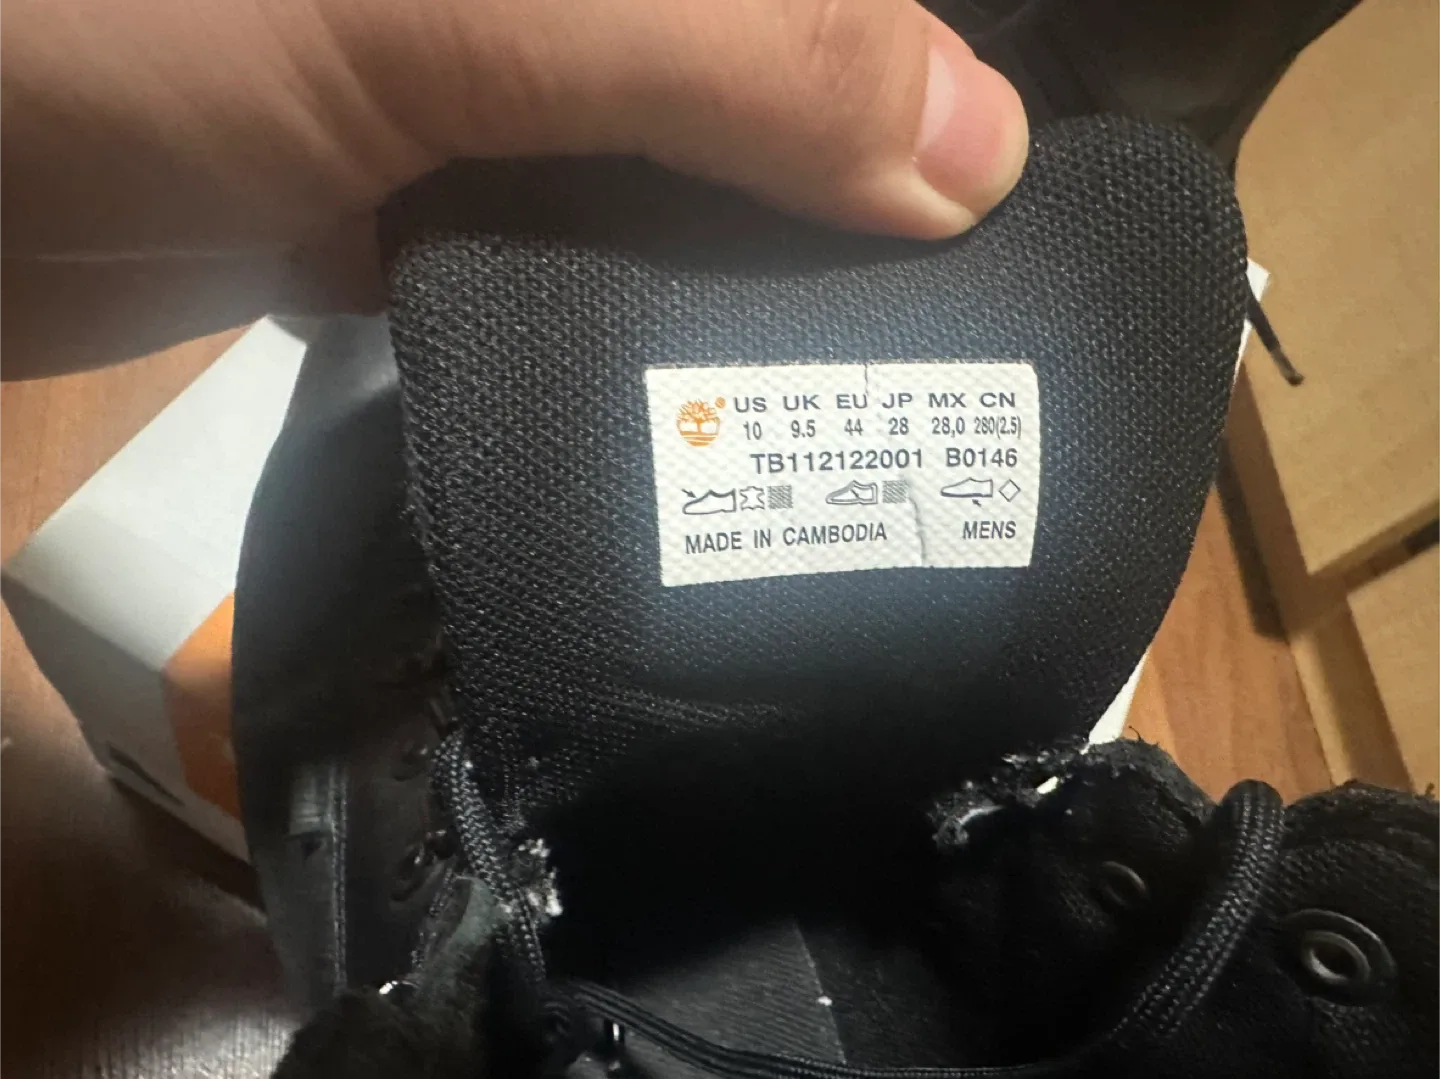 ® US UK EU JP MX CN
10 9.5 44 28 28,0 280(2.5)
TB112122001 B0146
MADE IN CAMBODIA MENS